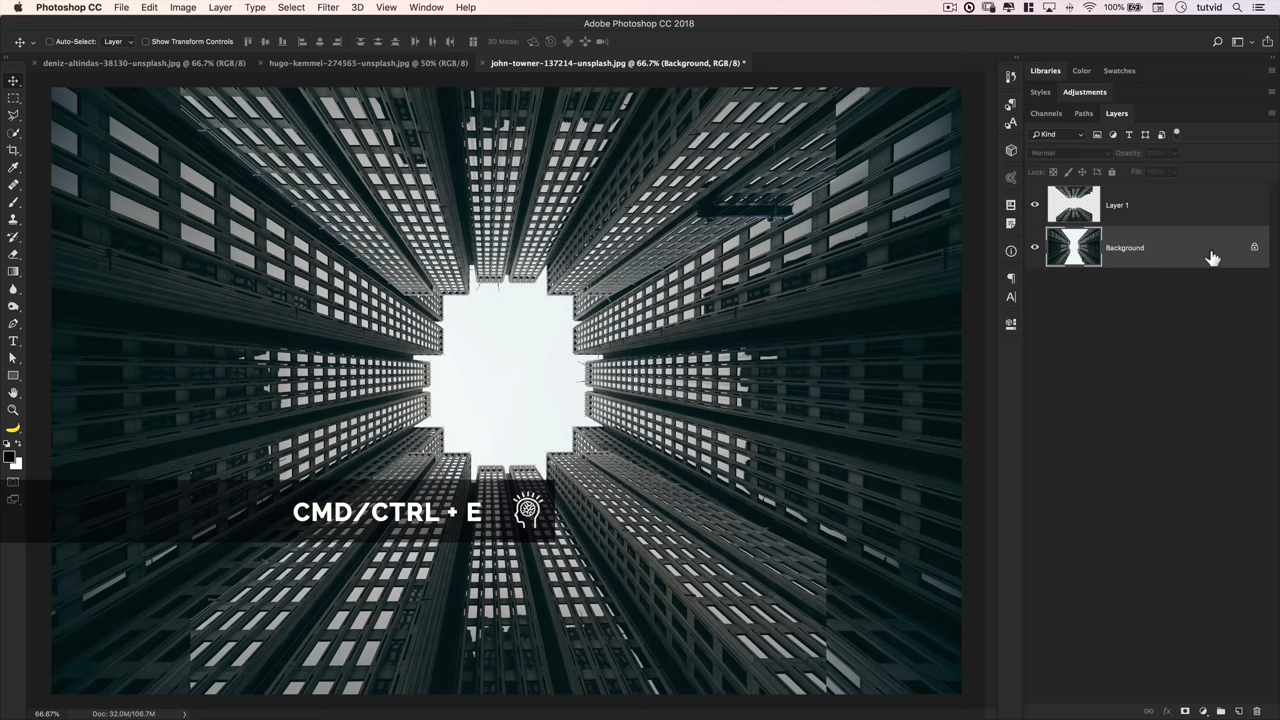 Photoshop CC File Edit Image Layer Type Select Filter 3D View Window Help 100% tutvid
Adobe Photoshop CC 2018
Auto-Select: Layer Show Transform Controls 3D Mode:
deniz-altindas-38130-unsplash.jpg @ 66.7% (RGB/8) hugo-kemmel-274565-unsplash.jpg @ 50% (RGB/8) john-towner-137214-unsplash.jpg @ 66.7% (Background, RGB/8) *
Libraries Color Swatches
Styles Adjustments
Channels Paths Layers
Kind
Normal Opacity: 100%
Lock: Fill: 100%
Layer 1
Background
CMD/CTRL + E
66.67% Doc: 32.0M/106.7M